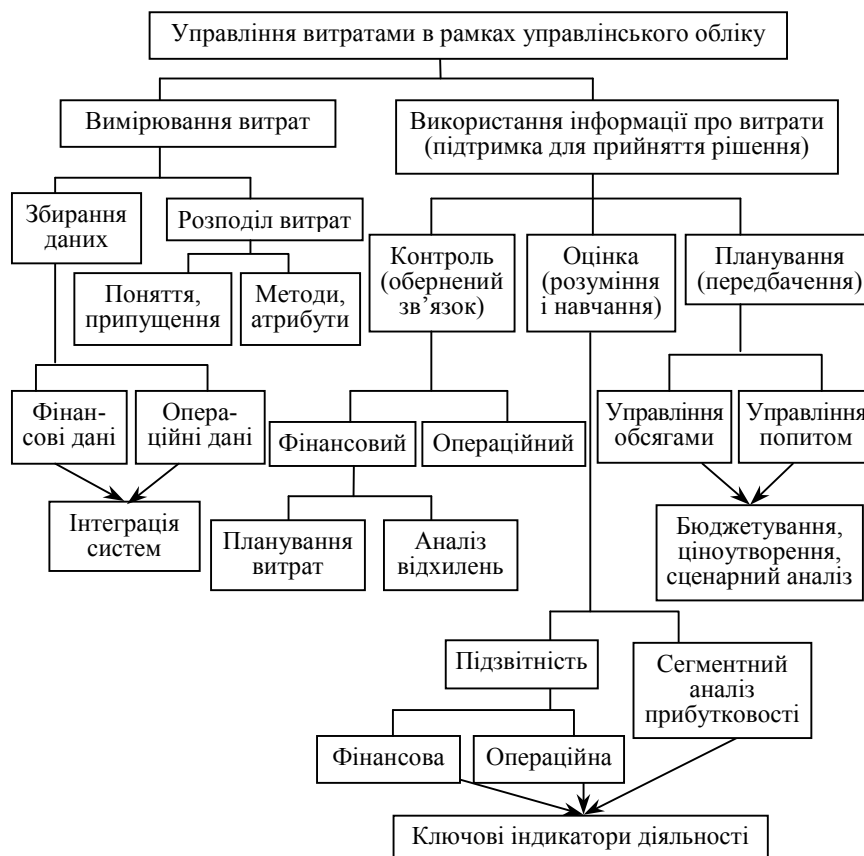 Управління витратами в рамках управлінського обліку
Вимірювання витрат
Використання інформації про витрати
(підтримка для прийняття рішення)
Збирання
даних
Розподіл витрат
Поняття,
припущення
Методи,
атрибути
Контроль
(обернений
зв’язок)
Оцінка
(розуміння
і навчання)
Планування
(передбачення)
Фінан-
сові дані
Опера-
ційні дані
Фінансовий
Операційний
Управління
обсягами
Управління
попитом
Інтеграція
систем
Планування
витрат
Аналіз
відхилень
Бюджетування,
ціноутворення,
сценарний аналіз
Підзвітність
Сегментний
аналіз
прибутковості
Фінансова
Операційна
Ключові індикатори діяльності